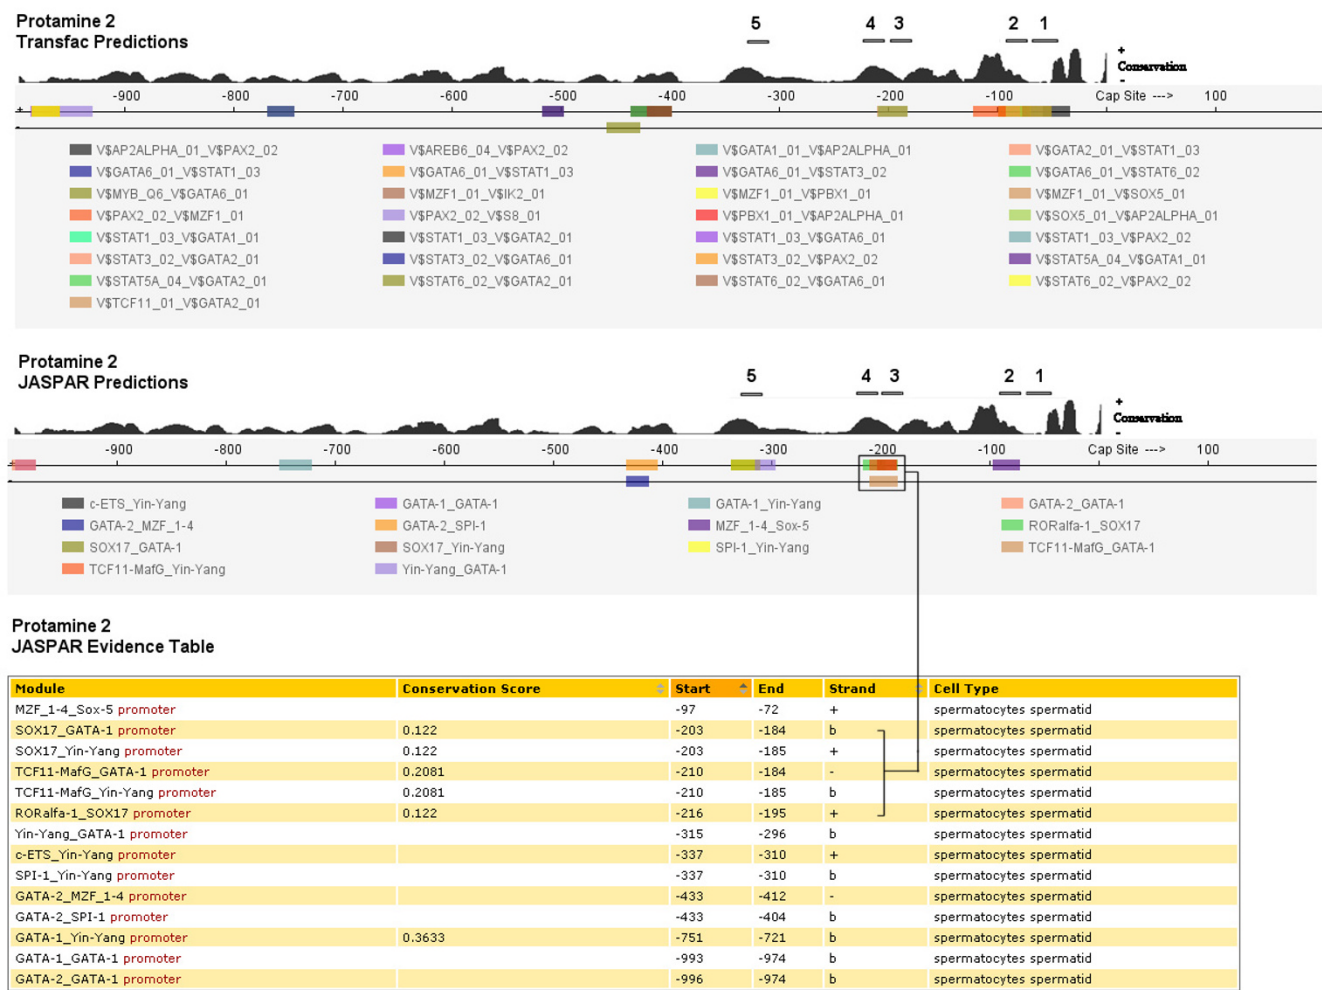 Protamine 2
Transfac Predictions
5 4 3 2 1
+
Conservation
-
-900 -800 -700 -600 -500 -400 -300 -200 -100 Cap Site ---> 100
+
-
V$AP2ALPHA_01_V$PAX2_02 V$AREB6_04_V$PAX2_02 V$GATA1_01_V$AP2ALPHA_01 V$GATA2_01_V$STAT1_03
V$GATA6_01_V$STAT1_03 V$GATA6_01_V$STAT1_03 V$GATA6_01_V$STAT3_02 V$GATA6_01_V$STAT6_02
V$MYB_Q6_V$GATA6_01 V$MZF1_01_V$IK2_01 V$MZF1_01_V$PBX1_01 V$MZF1_01_V$SOX5_01
V$PAX2_02_V$MZF1_01 V$PAX2_02_V$S8_01 V$PBX1_01_V$AP2ALPHA_01 V$SOX5_01_V$AP2ALPHA_01
V$STAT1_03_V$GATA1_01 V$STAT1_03_V$GATA2_01 V$STAT1_03_V$GATA6_01 V$STAT1_03_V$PAX2_02
V$STAT3_02_V$GATA2_01 V$STAT3_02_V$GATA6_01 V$STAT3_02_V$PAX2_02 V$STAT5A_04_V$GATA1_01
V$STAT5A_04_V$GATA2_01 V$STAT6_02_V$GATA2_01 V$STAT6_02_V$GATA6_01 V$STAT6_02_V$PAX2_02
V$TCF11_01_V$GATA2_01
Protamine 2
JASPAR Predictions
5 4 3 2 1
+
Conservation
-
-900 -800 -700 -600 -500 -400 -300 -200 -100 Cap Site ---> 100
c-ETS_Yin-Yang GATA-1_GATA-1 GATA-1_Yin-Yang GATA-2_GATA-1
GATA-2_MZF_1-4 GATA-2_SPI-1 MZF_1-4_Sox-5 RORalfa-1_SOX17
SOX17_GATA-1 SOX17_Yin-Yang SPI-1_Yin-Yang TCF11-MafG_GATA-1
TCF11-MafG_Yin-Yang Yin-Yang_GATA-1
Protamine 2
JASPAR Evidence Table
Module Conservation Score Start End Strand Cell Type
MZF_1-4_Sox-5 promoter -97 -72 + spermatocytes spermatid
SOX17_GATA-1 promoter 0.122 -203 -184 b spermatocytes spermatid
SOX17_Yin-Yang promoter 0.122 -203 -185 + spermatocytes spermatid
TCF11-MafG_GATA-1 promoter 0.2081 -210 -184 - spermatocytes spermatid
TCF11-MafG_Yin-Yang promoter 0.2081 -210 -185 b spermatocytes spermatid
RORalfa-1_SOX17 promoter 0.122 -216 -195 + spermatocytes spermatid
Yin-Yang_GATA-1 promoter -315 -296 b spermatocytes spermatid
c-ETS_Yin-Yang promoter -337 -310 + spermatocytes spermatid
SPI-1_Yin-Yang promoter -337 -310 b spermatocytes spermatid
GATA-2_MZF_1-4 promoter -433 -412 - spermatocytes spermatid
GATA-2_SPI-1 promoter -433 -404 b spermatocytes spermatid
GATA-1_Yin-Yang promoter 0.3633 -751 -721 b spermatocytes spermatid
GATA-1_GATA-1 promoter -993 -974 b spermatocytes spermatid
GATA-2_GATA-1 promoter -996 -974 b spermatocytes spermatid